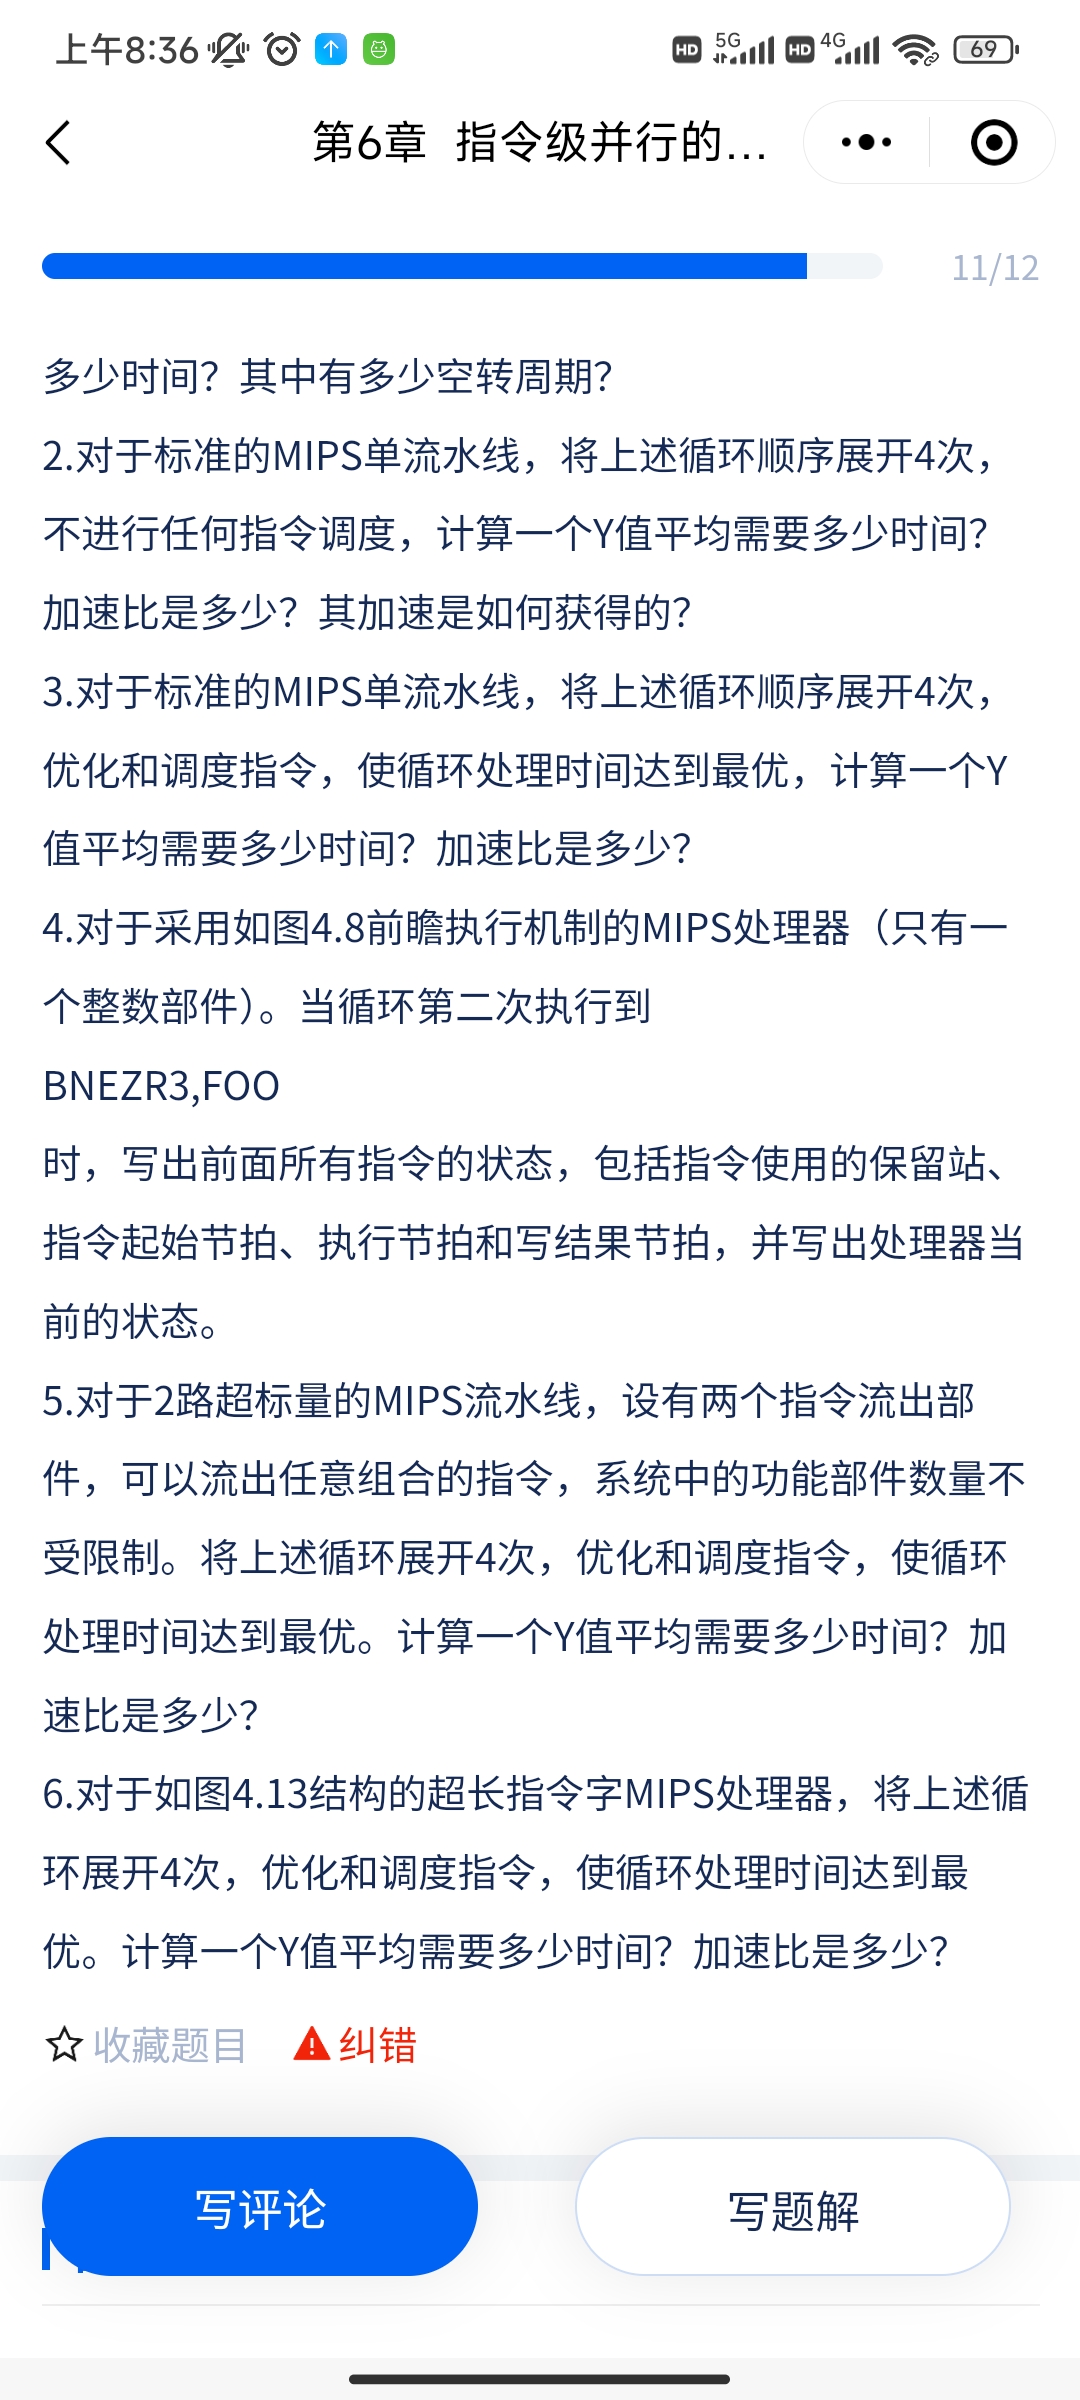 上午8:36
HD 5G HD 4G 69
第6章 指令级并行的...
11/12
多少时间？其中有多少空转周期？
2.对于标准的MIPS单流水线，将上述循环顺序展开4次，
不进行任何指令调度，计算一个Y值平均需要多少时间？
加速比是多少？其加速是如何获得的？
3.对于标准的MIPS单流水线，将上述循环顺序展开4次，
优化和调度指令，使循环处理时间达到最优，计算一个Y
值平均需要多少时间？加速比是多少？
4.对于采用如图4.8前瞻执行机制的MIPS处理器（只有一
个整数部件）。当循环第二次执行到
BNEZR3,FOO
时，写出前面所有指令的状态，包括指令使用的保留站、
指令起始节拍、执行节拍和写结果节拍，并写出处理器当
前的状态。
5.对于2路超标量的MIPS流水线，设有两个指令流出部
件，可以流出任意组合的指令，系统中的功能部件数量不
受限制。将上述循环展开4次，优化和调度指令，使循环
处理时间达到最优。计算一个Y值平均需要多少时间？加
速比是多少？
6.对于如图4.13结构的超长指令字MIPS处理器，将上述循
环展开4次，优化和调度指令，使循环处理时间达到最
优。计算一个Y值平均需要多少时间？加速比是多少？
收藏题目 纠错
写评论 写题解